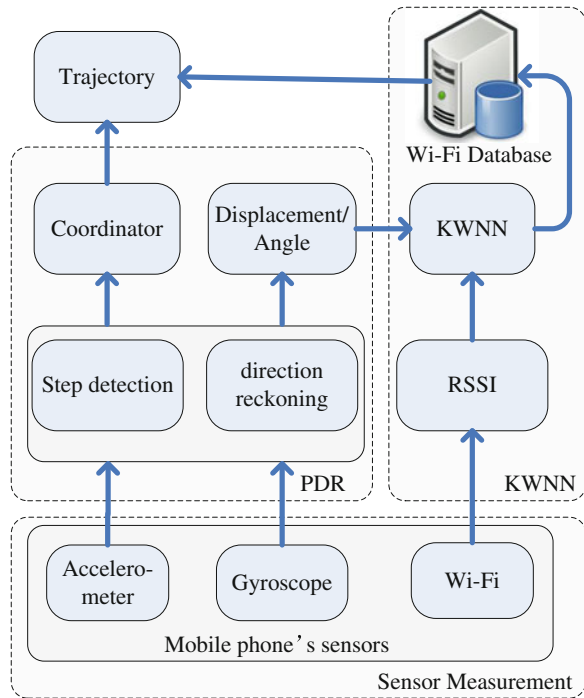 Trajectory
Wi-Fi Database
Coordinator
Displacement/
Angle
KWNN
Step detection
direction
reckoning
RSSI
PDR
KWNN
Accelero-
meter
Gyroscope
Wi-Fi
Mobile phone's sensors
Sensor Measurement